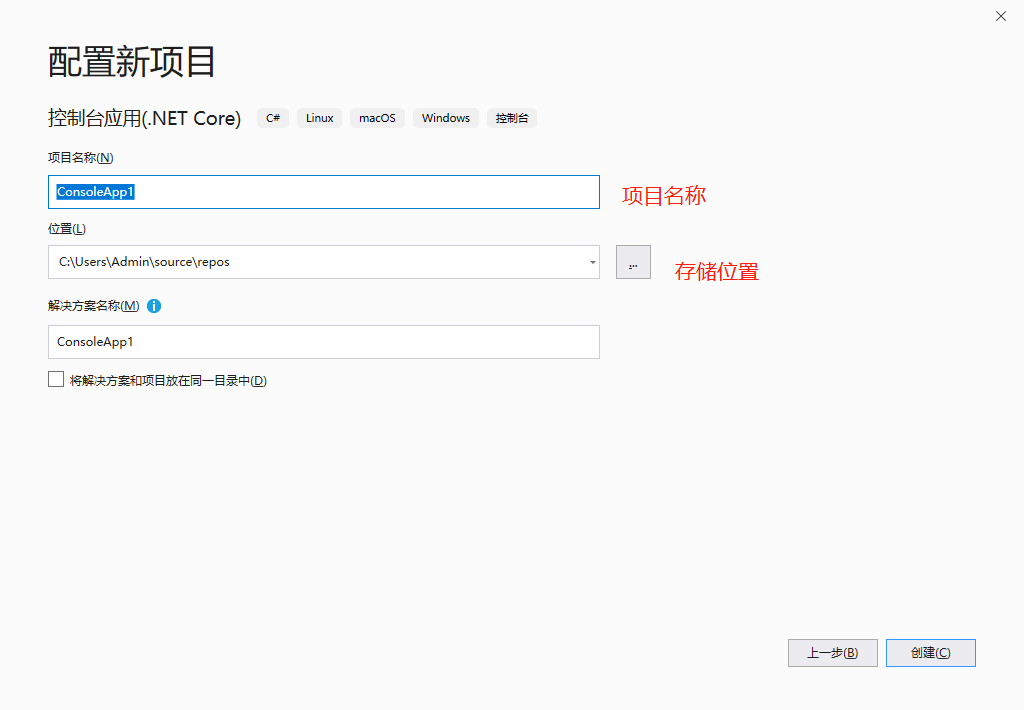 配置新项目
控制台应用(.NET Core) C# Linux macOS Windows 控制台
项目名称(N)
ConsoleApp1 项目名称
位置(L)
C:\Users\Admin\source\repos ... 存储位置
解决方案名称(M)
ConsoleApp1
将解决方案和项目放在同一目录中(D)
上一步(B) 创建(C)